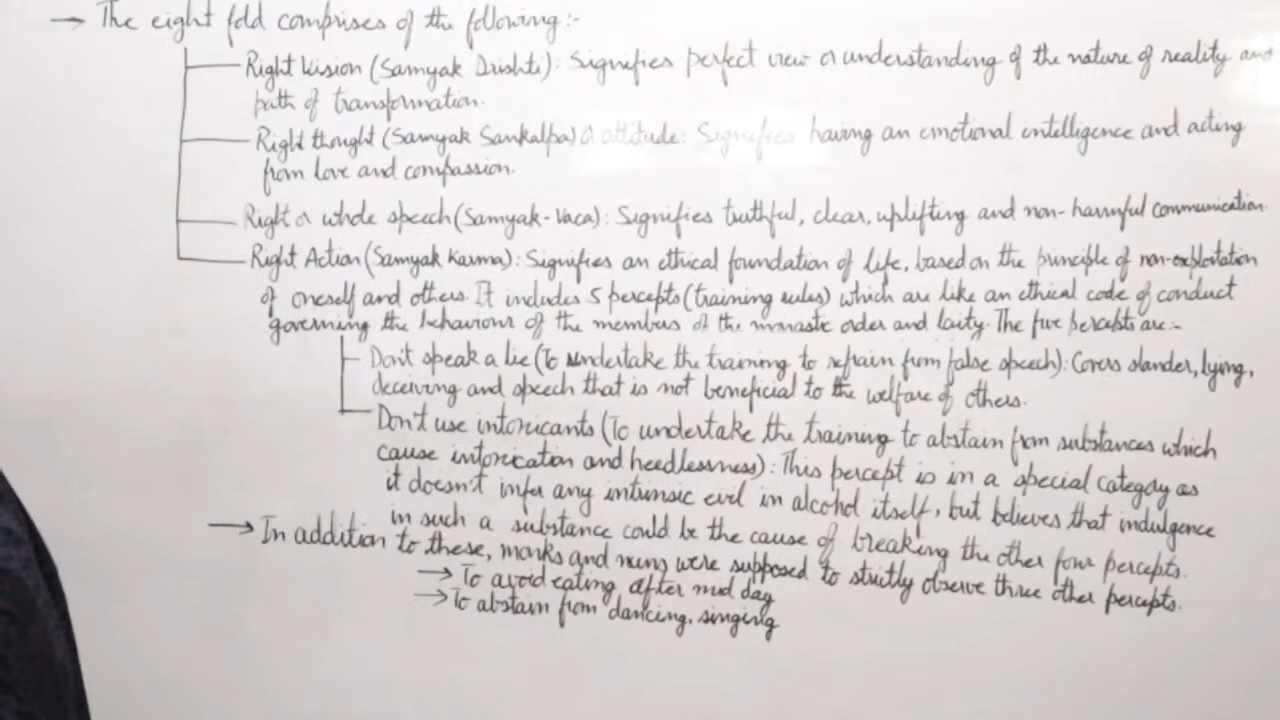 → The eight fold comprises of the following:-
Right Vision (Samyak Drishti): Signifies perfect view or understanding of the nature of reality and
path of transformation.
Right thought (Samyak Sankalpa) or attitude: Signifies having an emotional intelligence and acting
from love and compassion.
Right or whole speech (Samyak-Vaca): Signifies truthful, clear, uplifting and non-harmful communication.
Right Action (Samyak Karma): Signifies an ethical foundation of life, based on the principle of non-exploitation
of oneself and others. It includes 5 percepts (training rules) which are like an ethical code of conduct
governing the behaviour of the members of the monastic order and laity. The five percepts are:-
Don't speak a lie (To undertake the training to refrain from false speech): Covers slander, lying,
deceiving and speech that is not beneficial to the welfare of others.
Don't use intoxicants (To undertake the training to abstain from substances which
cause intoxication and heedlessness): This percept is in a special category as
it doesn't infer any intrinsic evil in alcohol itself, but believes that indulgence
in such a substance could be the cause of breaking the other four percepts.
→ In addition to these, monks and nuns were supposed to strictly observe three other percepts.
→ To avoid eating after mid day
→ To abstain from dancing, singing